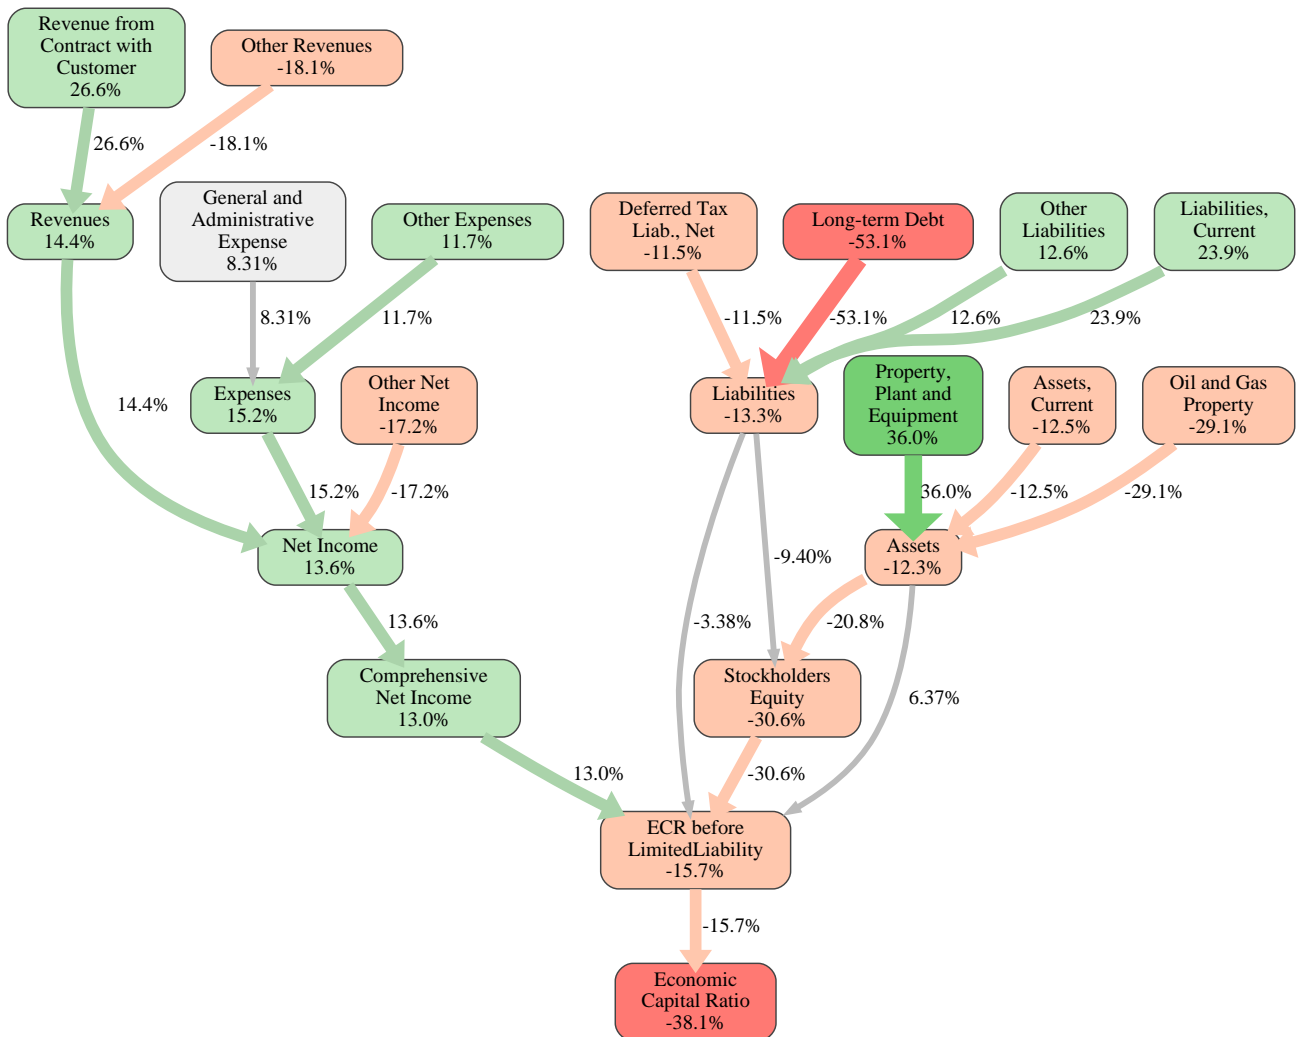 Revenue from
Contract with
Customer
26.6%
Other Revenues
-18.1%
26.6%
-18.1%
Revenues
14.4%
General and
Administrative
Expense
8.31%
Other Expenses
11.7%
Deferred Tax
Liab., Net
-11.5%
Long-term Debt
-53.1%
Other
Liabilities
12.6%
Liabilities,
Current
23.9%
8.31%
11.7%
-11.5%
-53.1%
12.6%
23.9%
14.4%
Expenses
15.2%
Other Net
Income
-17.2%
Liabilities
-13.3%
Property,
Plant and
Equipment
36.0%
Assets,
Current
-12.5%
Oil and Gas
Property
-29.1%
15.2%
-17.2%
36.0%
-12.5%
-29.1%
Net Income
13.6%
-9.40%
Assets
-12.3%
13.6%
-3.38%
-20.8%
6.37%
Comprehensive
Net Income
13.0%
Stockholders
Equity
-30.6%
13.0%
-30.6%
ECR before
LimitedLiability
-15.7%
-15.7%
Economic
Capital Ratio
-38.1%